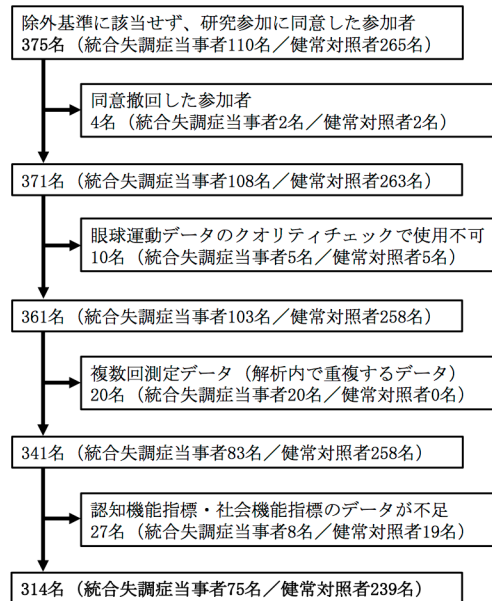 除外基準に該当せず、研究参加に同意した参加者
375名（統合失調症当事者110名／健常対照者265名）
同意撤回した参加者
4名（統合失調症当事者2名／健常対照者2名）
371名（統合失調症当事者108名／健常対照者263名）
眼球運動データのクオリティチェックで使用不可
10名（統合失調症当事者5名／健常対照者5名）
361名（統合失調症当事者103名／健常対照者258名）
複数回測定データ（解析内で重複するデータ）
20名（統合失調症当事者20名／健常対照者0名）
341名（統合失調症当事者83名／健常対照者258名）
認知機能指標・社会機能指標のデータが不足
27名（統合失調症当事者8名／健常対照者19名）
314名（統合失調症当事者75名／健常対照者239名）